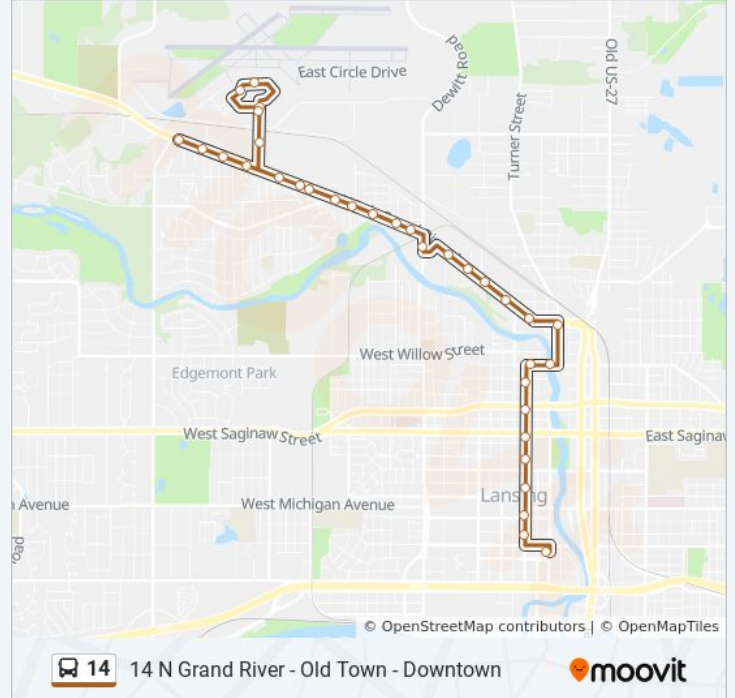 East Circle Drive
Dewitt Road
Old US-27
Turner Street
West Willow Street
Edgemont Park
West Saginaw Street
East Saginaw
Lansing
Avenue
West Michigan Avenue
oad
© OpenStreetMap contributors | © OpenMapTiles
14 14 N Grand River - Old Town - Downtown
moovit